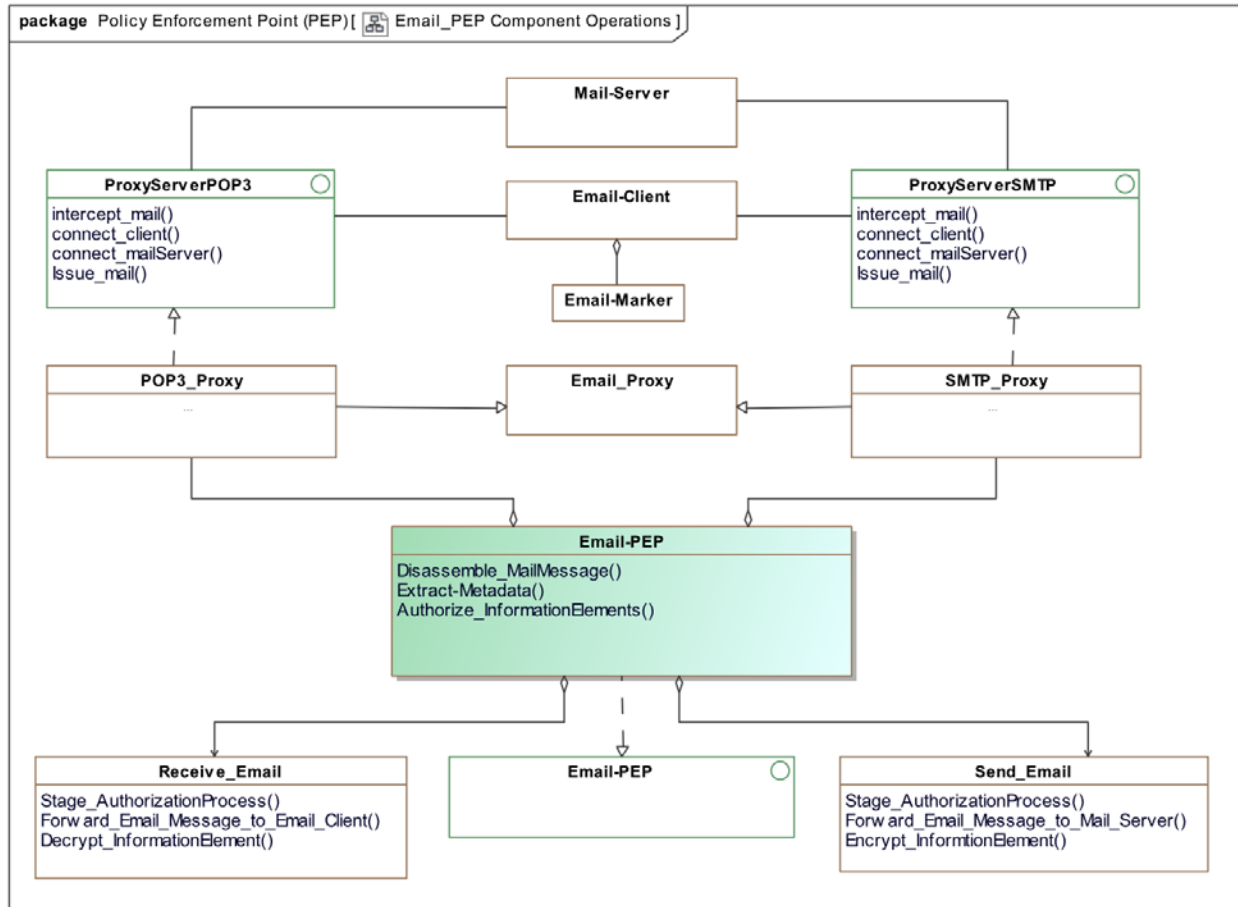 package Policy Enforcement Point (PEP) [ Email_PEP Component Operations ]
Mail-Server
ProxyServerPOP3
intercept_mail()
connect_client()
connect_mailServer()
Issue_mail()
Email-Client
ProxyServerSMTP
intercept_mail()
connect_client()
connect_mailServer()
Issue_mail()
Email-Marker
POP3_Proxy
...
Email_Proxy
SMTP_Proxy
...
Email-PEP
Disassemble_MailMessage()
Extract-Metadata()
Authorize_InformationElements()
Receive_Email
Stage_AuthorizationProcess()
Forward_Email_Message_to_Email_Client()
Decrypt_InformationElement()
Email-PEP
Send_Email
Stage_AuthorizationProcess()
Forward_Email_Message_to_Mail_Server()
Encrypt_InformtionElement()